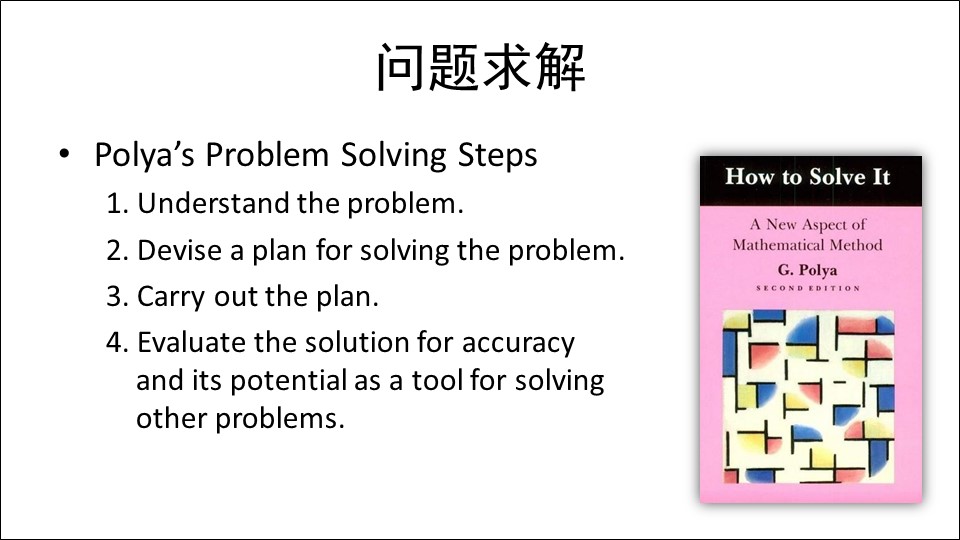 问题求解
• Polya’s Problem Solving Steps
1. Understand the problem.
2. Devise a plan for solving the problem.
3. Carry out the plan.
4. Evaluate the solution for accuracy
and its potential as a tool for solving
other problems.
How to Solve It
A New Aspect of
Mathematical Method
G. Polya
SECOND EDITION